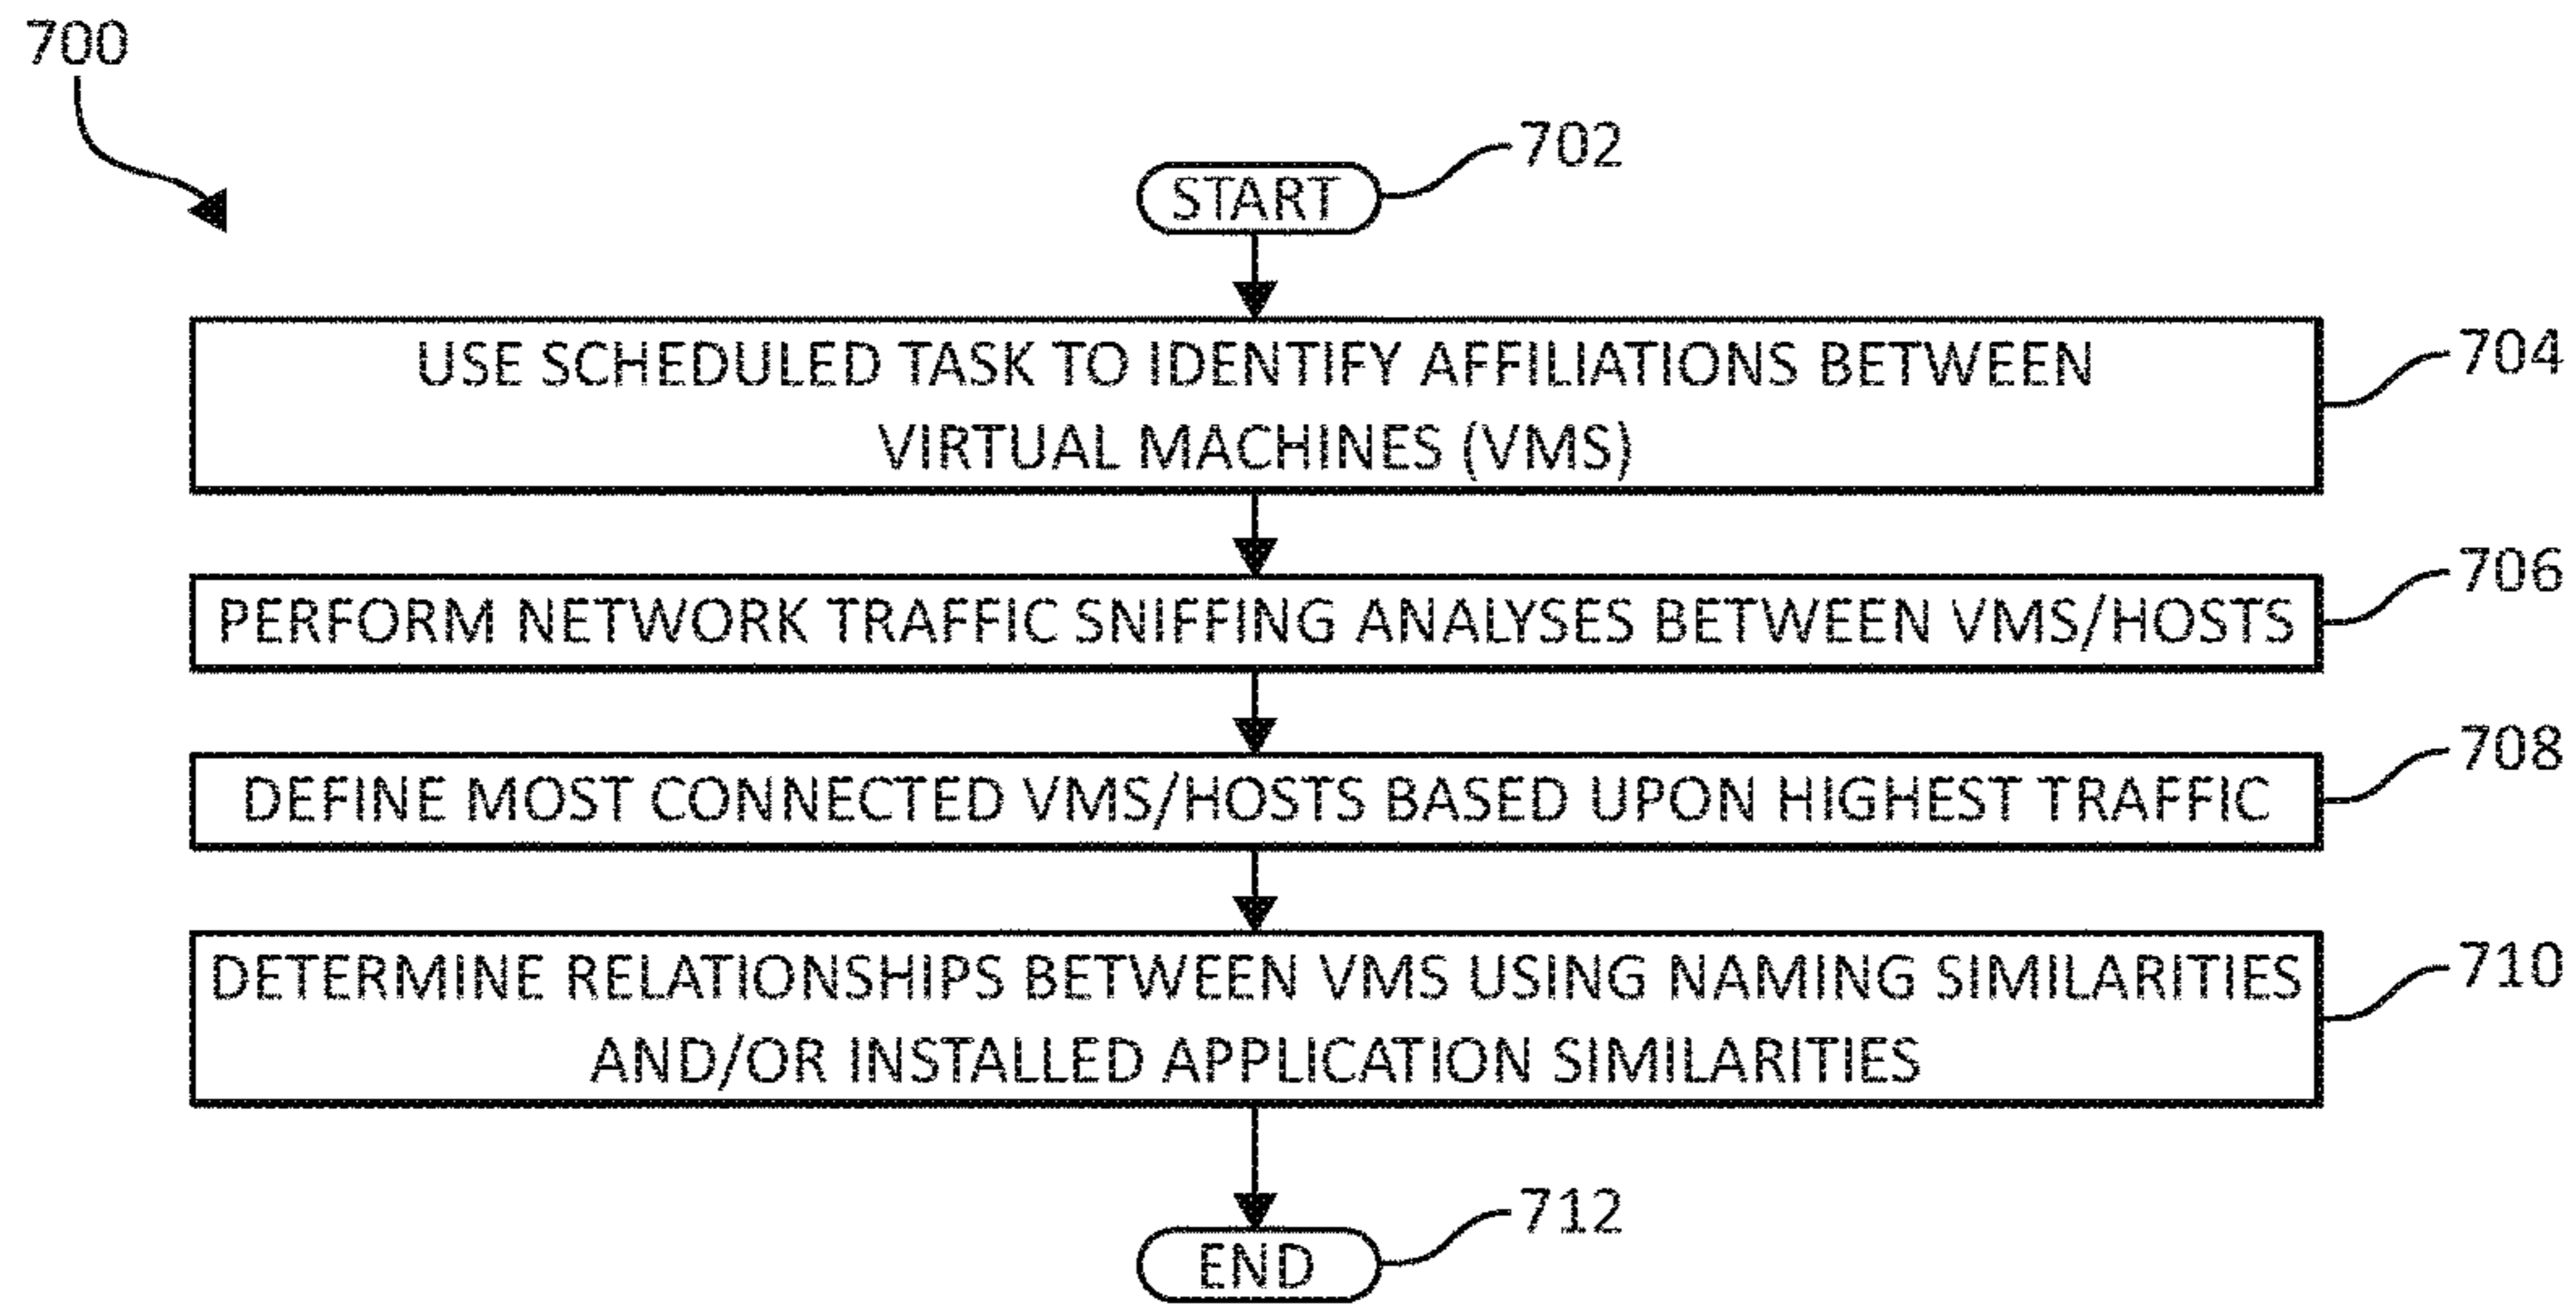 700
START
702
USE SCHEDULED TASK TO IDENTIFY AFFILIATIONS BETWEEN
VIRTUAL MACHINES (VMS)
704
PERFORM NETWORK TRAFFIC SNIFFING ANALYSES BETWEEN VMS/HOSTS
706
DEFINE MOST CONNECTED VMS/HOSTS BASED UPON HIGHEST TRAFFIC
708
DETERMINE RELATIONSHIPS BETWEEN VMS USING NAMING SIMILARITIES
AND/OR INSTALLED APPLICATION SIMILARITIES
710
END
712